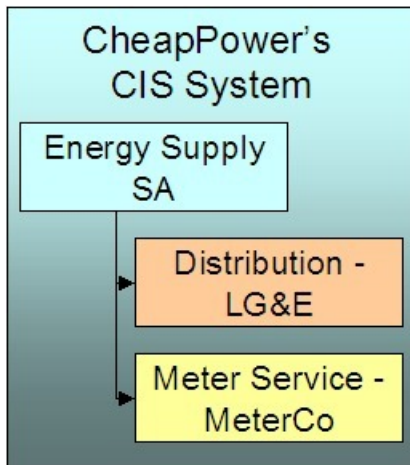 CheapPower's
CIS System
Energy Supply
SA
Distribution -
LG&E
Meter Service -
MeterCo